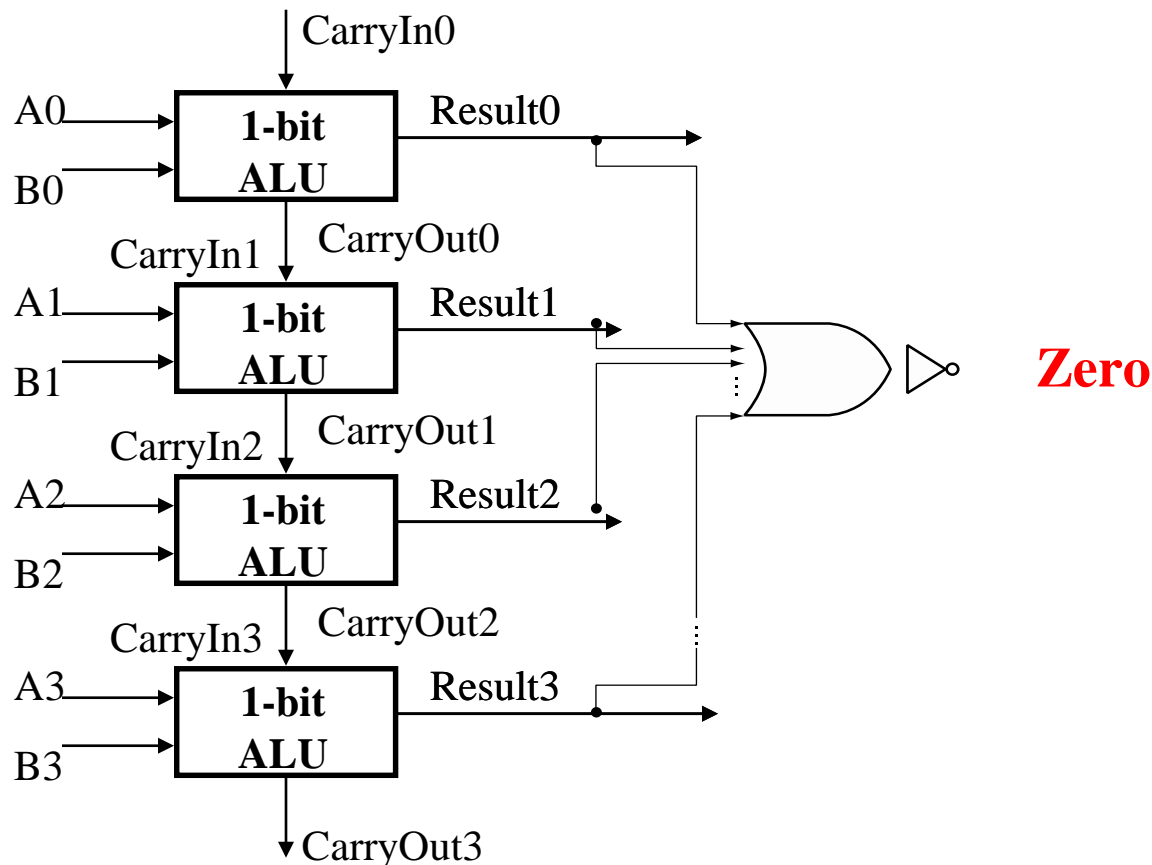 CarryIn0
A0
1-bit
ALU
Result0
B0
CarryOut0
CarryIn1
A1
1-bit
ALU
Result1
B1
Zero
CarryOut1
CarryIn2
A2
1-bit
ALU
Result2
B2
CarryOut2
CarryIn3
A3
1-bit
ALU
Result3
B3
CarryOut3